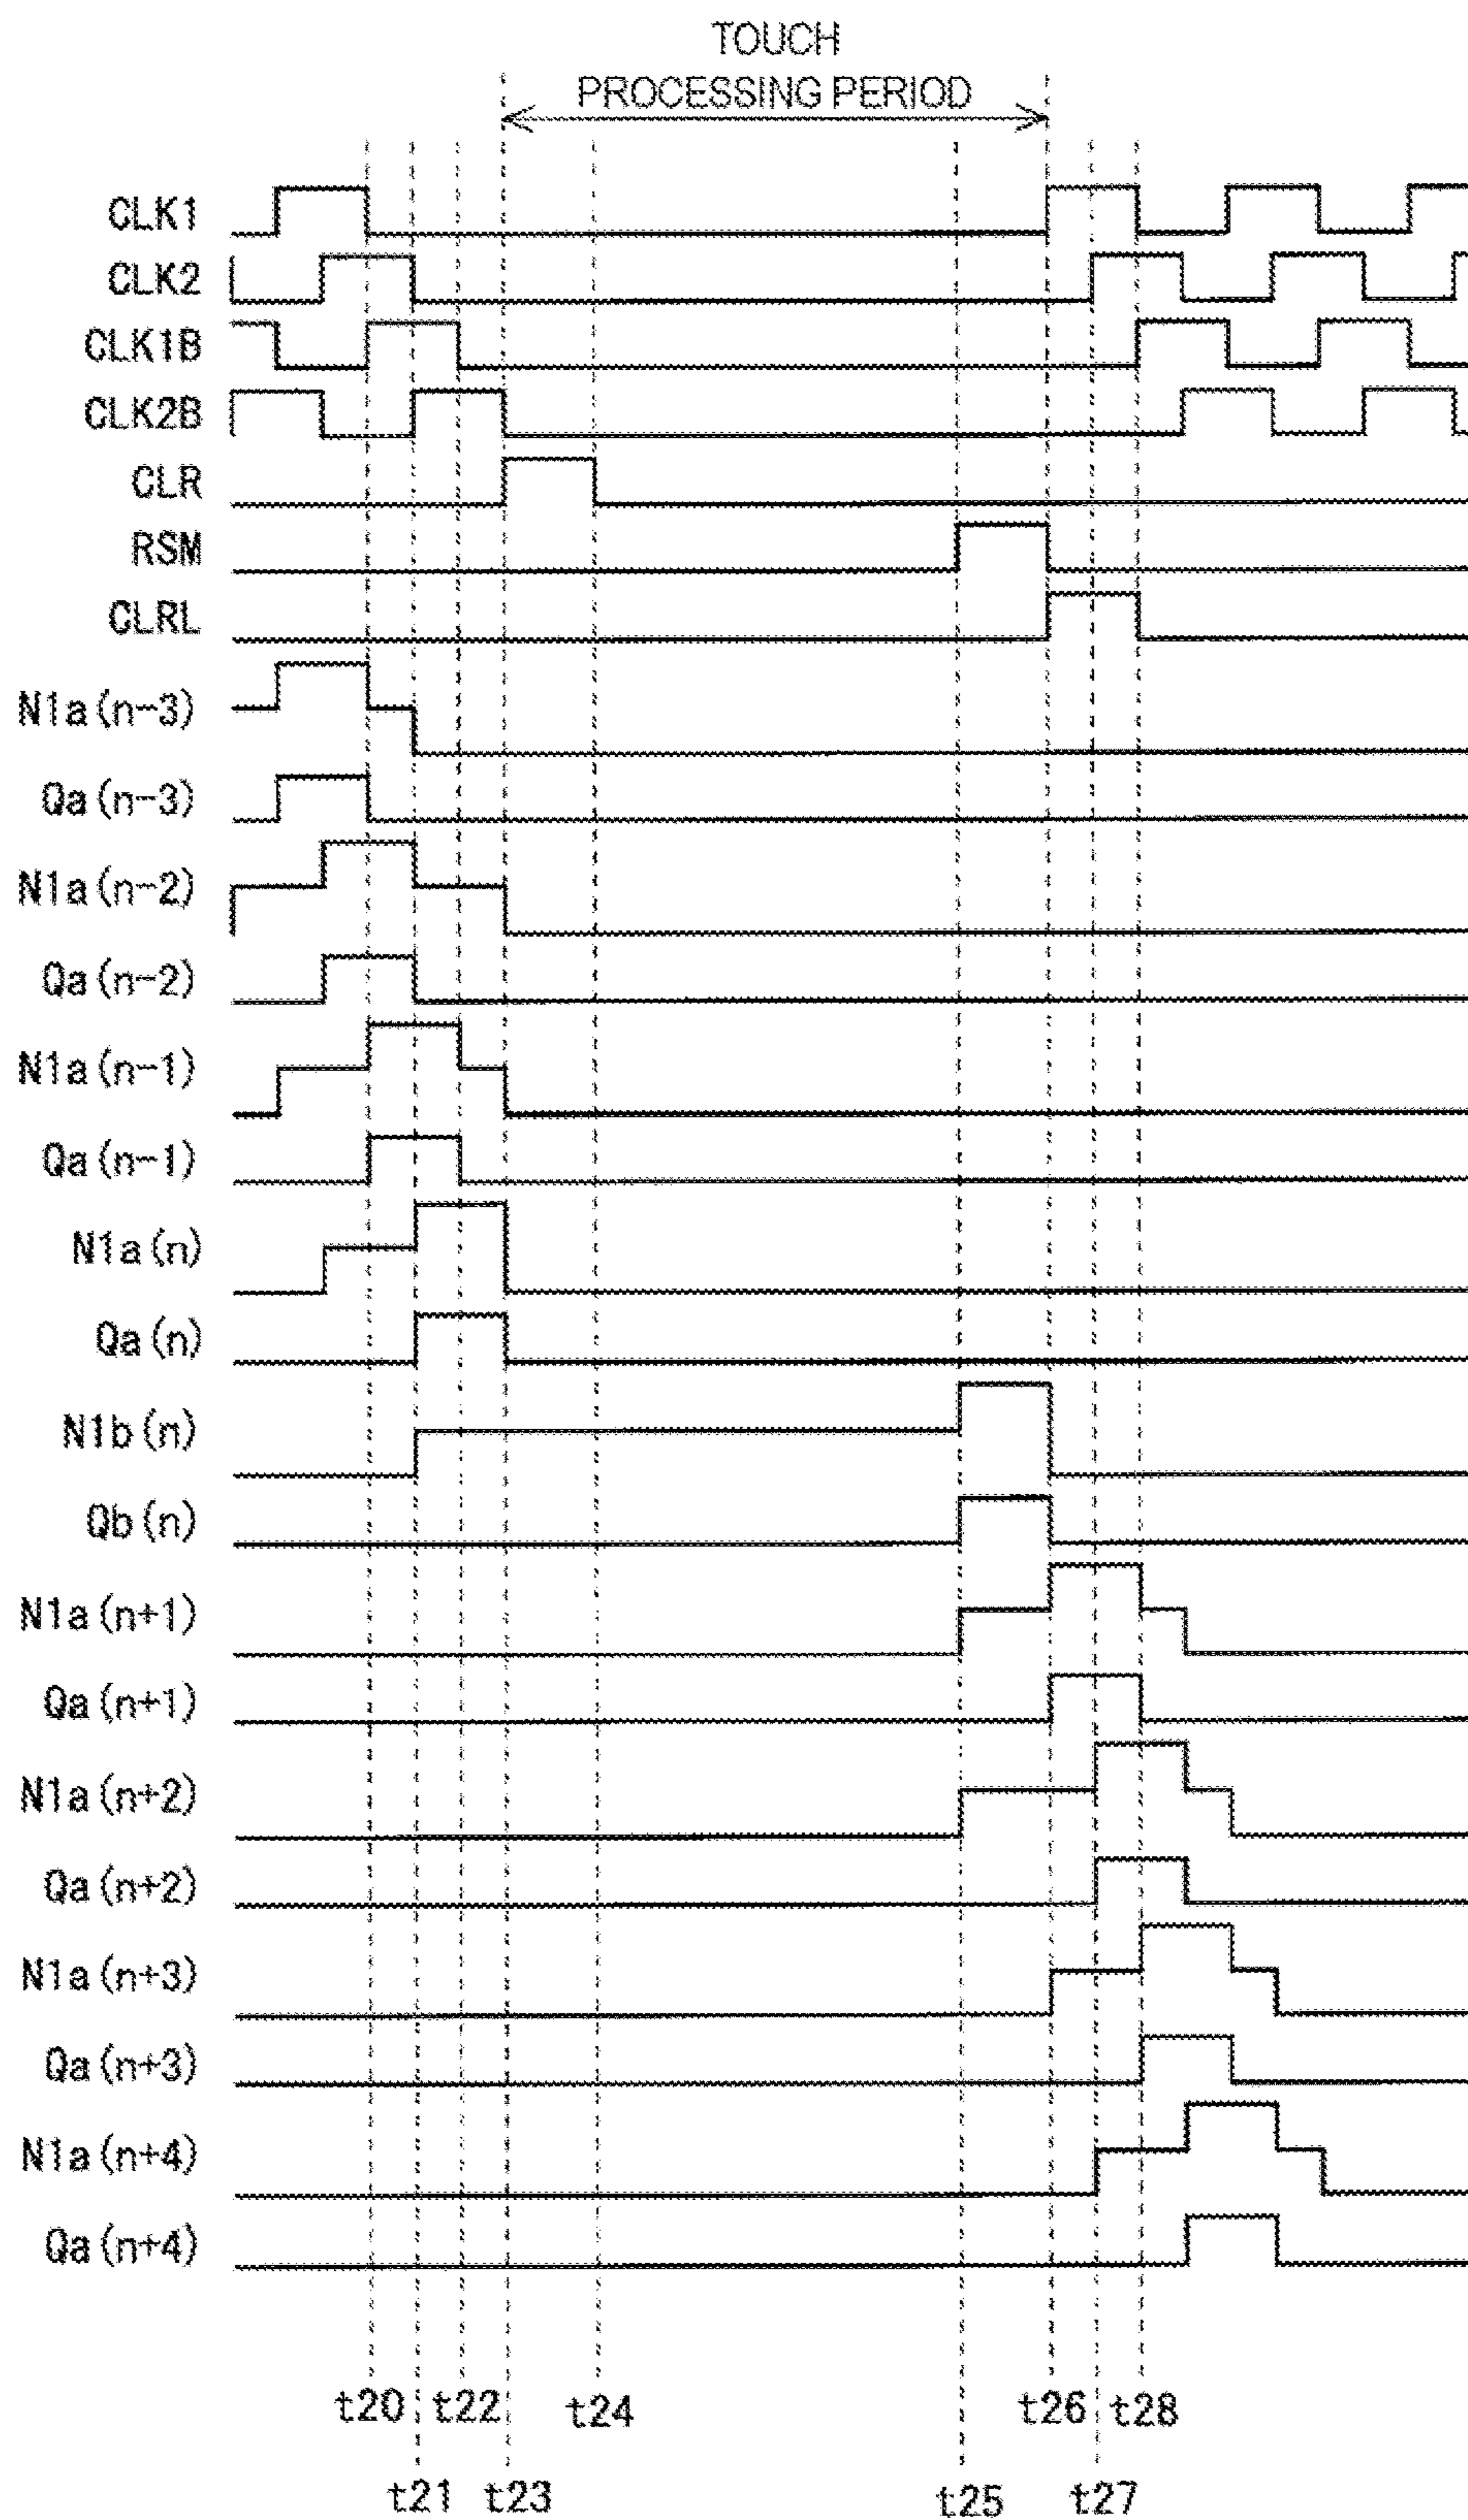 TOUCH
PROCESSING PERIOD
CLK1
CLK2
CLK1B
CLK2B
CLR
RSM
CLRL
N1a(n-3)
Qa(n-3)
N1a(n-2)
Qa(n-2)
N1a(n-1)
Qa(n-1)
N1a(n)
Qa(n)
N1b(n)
Qb(n)
N1a(n+1)
Qa(n+1)
N1a(n+2)
Qa(n+2)
N1a(n+3)
Qa(n+3)
N1a(n+4)
Qa(n+4)
t20 t22 t24 t26 t28
t21 t23 t25 t27